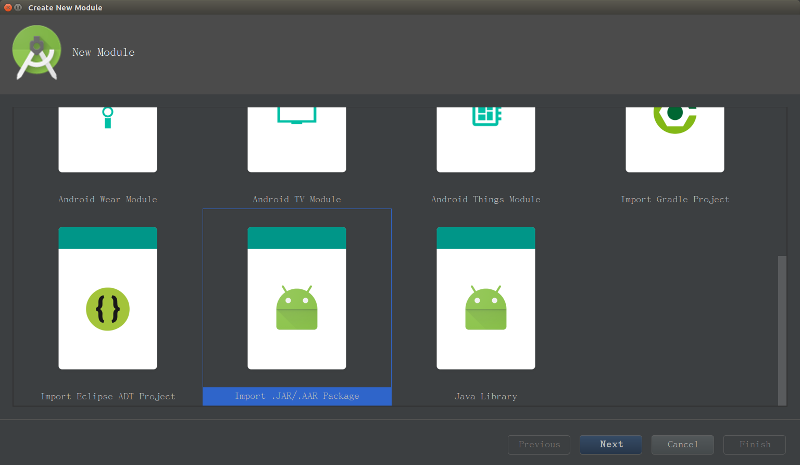 Create New Module
New Module
Android Wear Module
Android TV Module
Android Things Module
Import Gradle Project
{}
Import Eclipse ADT Project
Import .JAR/.AAR Package
Java Library
Previous
Next
Cancel
Finish